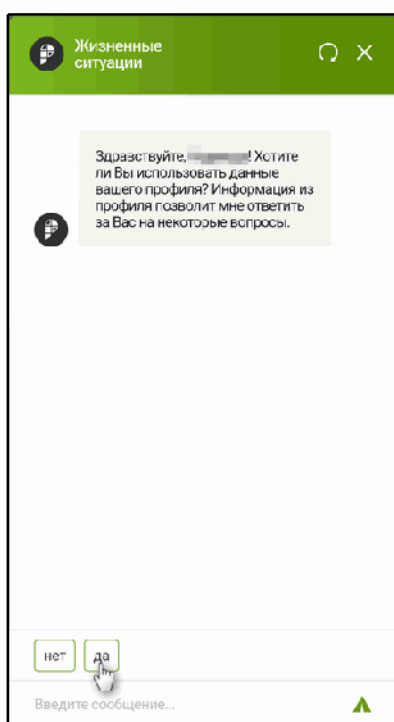 Жизненные
ситуации
Здравствуйте, ! Хотите
ли Вы использовать данные
вашего профиля? Информация из
профиля позволит мне ответить
за Вас на некоторые вопросы.
нет да
Введите сообщение...